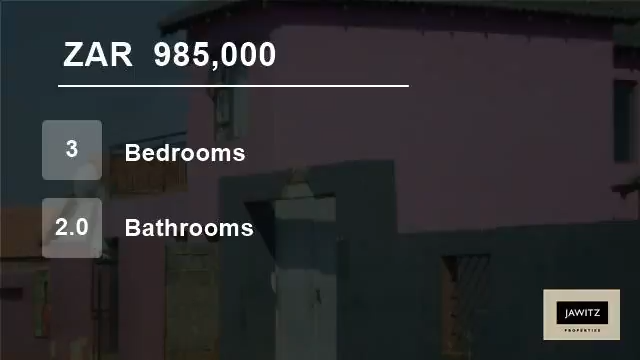 ZAR 985,000
3
Bedrooms
2.0
Bathrooms
JAWITZ
PROPERTIES